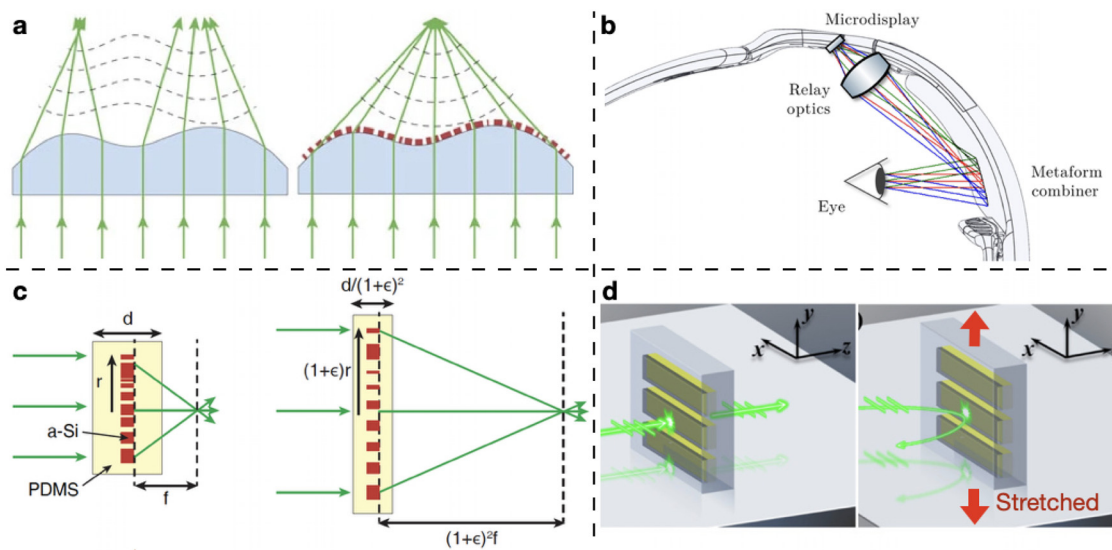 a
b
Microdisplay
Relay
optics
Metaform
combiner
Eye
c
d
r
a-Si
PDMS
f
d/(1+ϵ)²
(1+ϵ)r
(1+ϵ)²f
d
y
x
z
y
x
Stretched